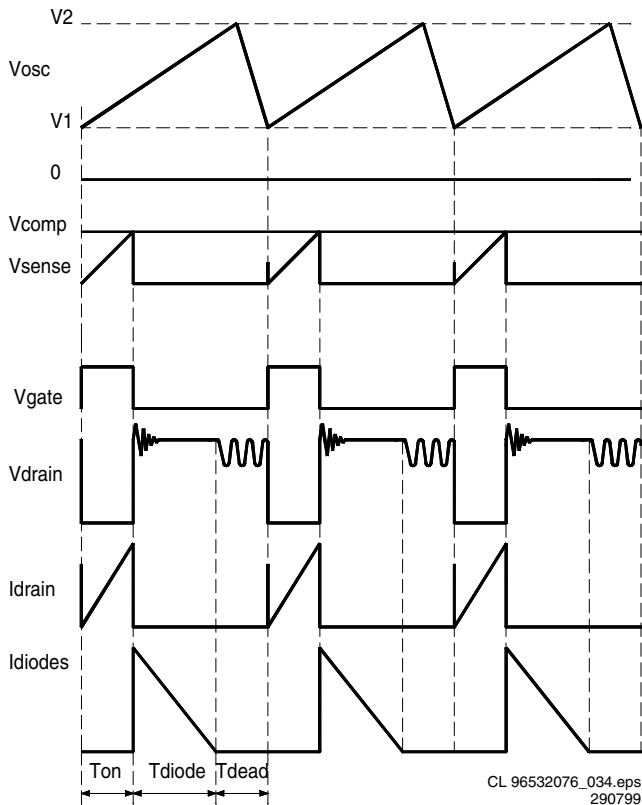 V2
Vosc
V1
0
Vcomp
Vsense
Vgate
Vdrain
Idrain
Idiodes
Ton Tdiode Tdead
CL 96532076_034.eps
290799